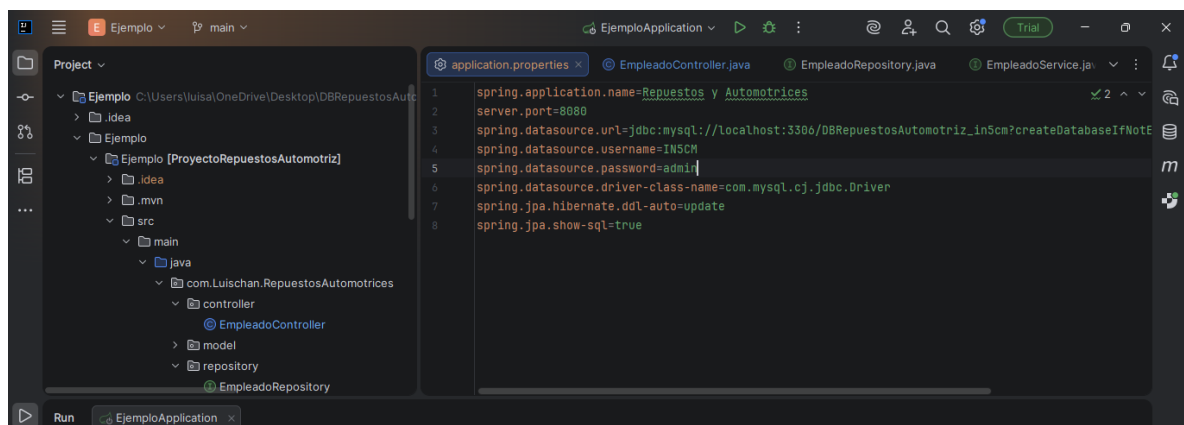 Ejemplo main EjemploApplication Trial
Project
application.properties EmpleadoController.java EmpleadoRepository.java EmpleadoService.jav
Ejemplo C:\Users\luisa\OneDrive\Desktop\DBRepuestosAuto
.idea
Ejemplo
Ejemplo [ProyectoRepuestosAutomotriz]
.idea
.mvn
src
main
java
com.Luischan.RepuestosAutomotrices
controller
EmpleadoController
model
repository
EmpleadoRepository
1 spring.application.name=Repuestos y Automotrices
2 server.port=8080
3 spring.datasource.url=jdbc:mysql://localhost:3306/DBRepuestosAutomotriz_in5cm?createDatabaseIfNotE
4 spring.datasource.username=IN5CM
5 spring.datasource.password=admin
6 spring.datasource.driver-class-name=com.mysql.cj.jdbc.Driver
7 spring.jpa.hibernate.ddl-auto=update
8 spring.jpa.show-sql=true
2
Run EjemploApplication